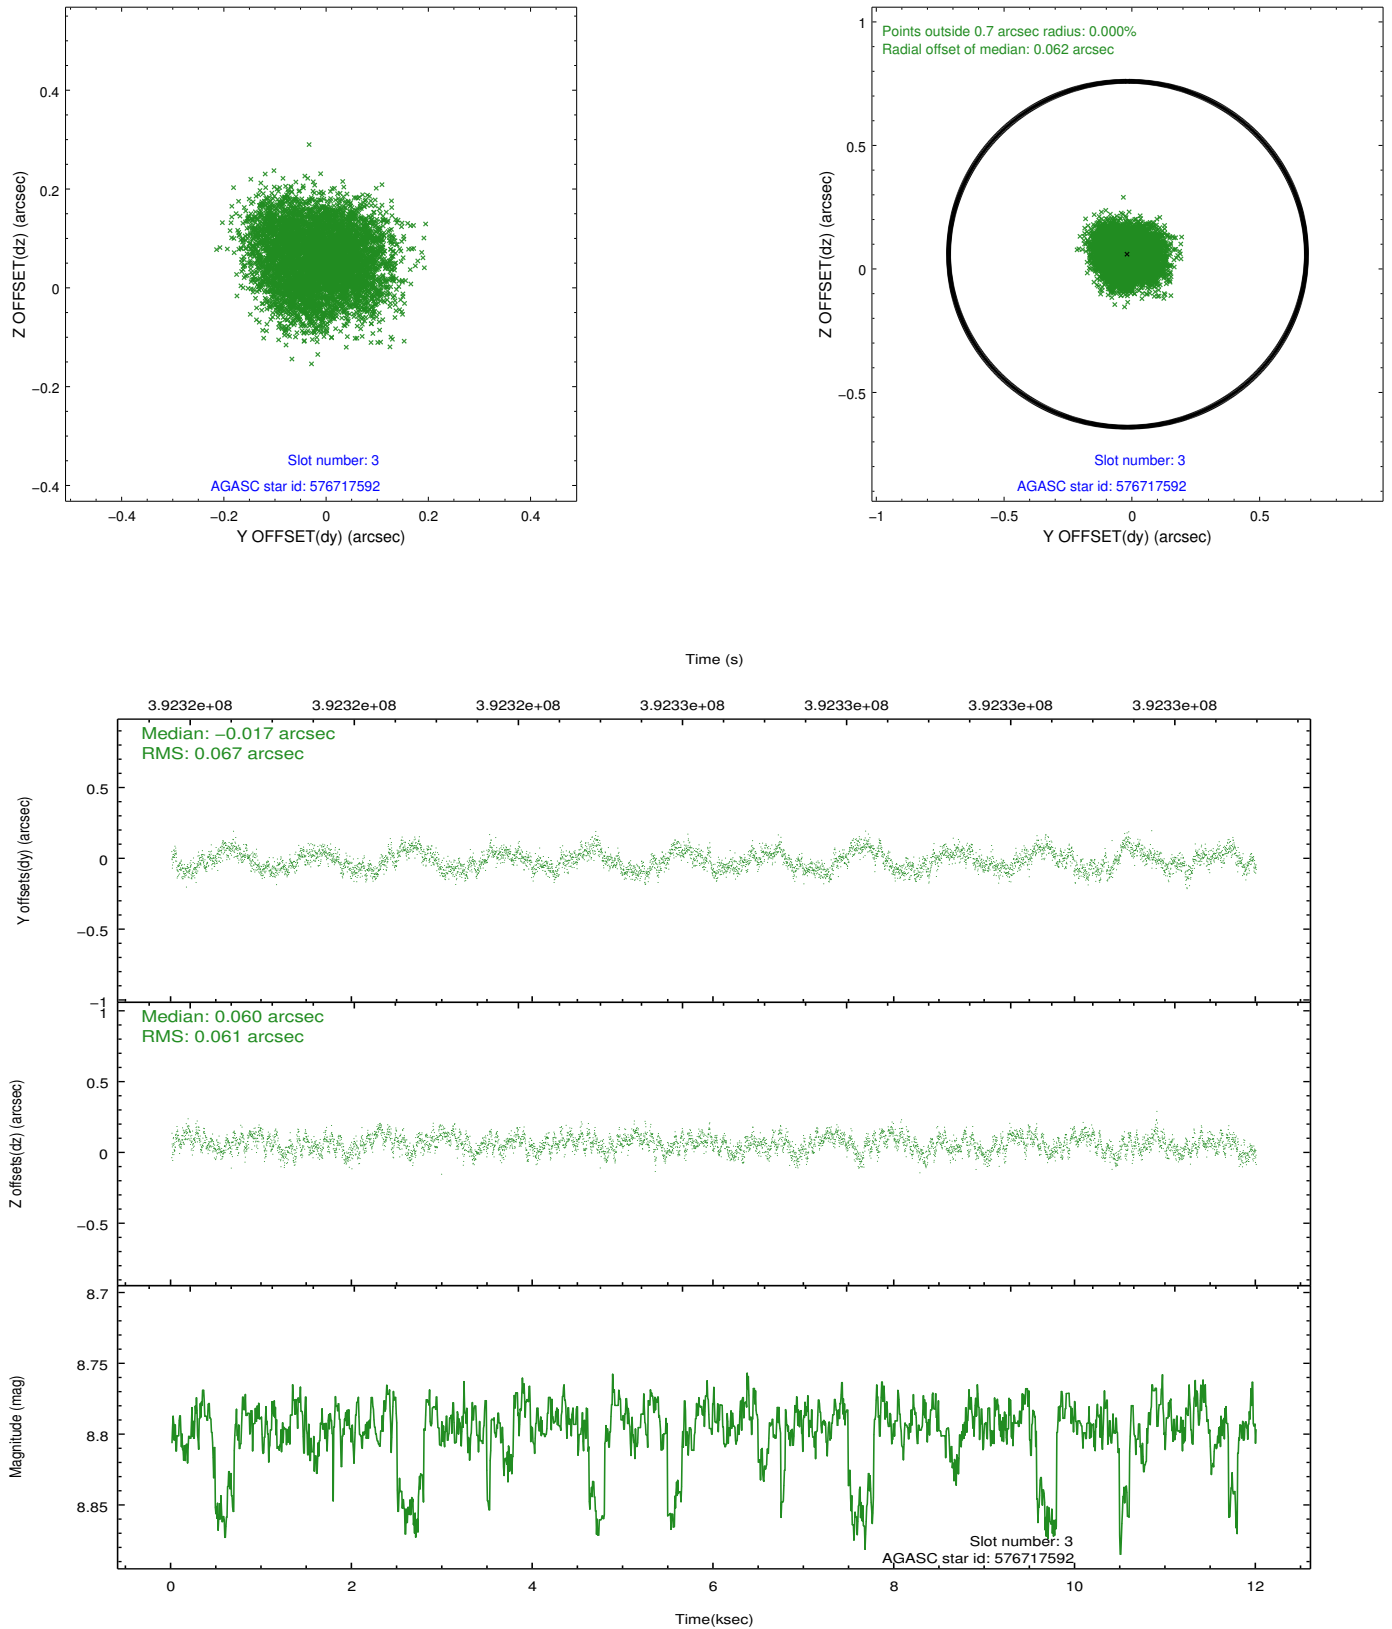 0.4
0.2
0
−0.2
−0.4
Z OFFSET(dz) (arcsec)
Slot number: 3
AGASC star id: 576717592
−0.4 −0.2 0 0.2 0.4
Y OFFSET(dy) (arcsec)
Points outside 0.7 arcsec radius: 0.000%
Radial offset of median: 0.062 arcsec
1
0.5
0
−0.5
Z OFFSET(dz) (arcsec)
Slot number: 3
AGASC star id: 576717592
−1 −0.5 0 0.5
Y OFFSET(dy) (arcsec)
Time (s)
3.9232e+08 3.9232e+08 3.9232e+08 3.9233e+08 3.9233e+08 3.9233e+08 3.9233e+08
Median: −0.017 arcsec
RMS: 0.067 arcsec
0.5
0
−0.5
−1
Y offsets(dy) (arcsec)
Median: 0.060 arcsec
RMS: 0.061 arcsec
1
0.5
0
−0.5
Z offsets(dz) (arcsec)
8.7
8.75
8.8
8.85
Magnitude (mag)
Slot number: 3
AGASC star id: 576717592
0 2 4 6 8 10 12
Time(ksec)